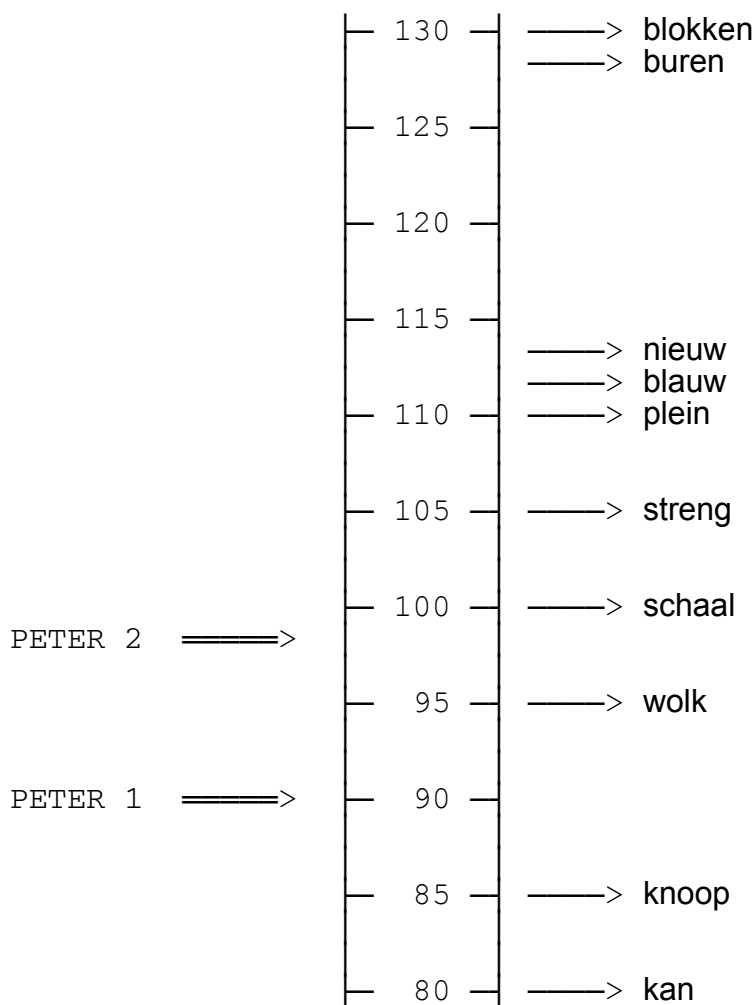 130 ————> blokken
————> buren
125
120
115
————> nieuw
————> blauw
110 ————> plein
105 ————> streng
100 ————> schaal
PETER 2 =====>
95 ————> wolk
PETER 1 =====> 90
85 ————> knoop
80 ————> kan